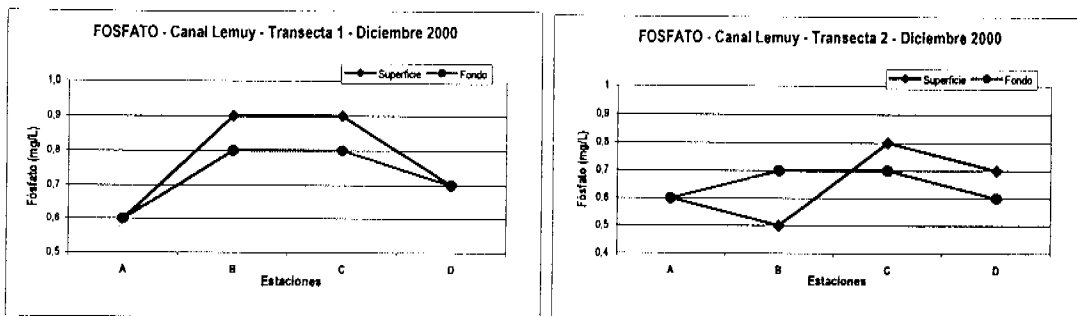 FOSFATO - Canal Lemuy - Transecta 1 - Diciembre 2000
Superficie Fondo
Fósfato (mg/L)
1,0
0,9
0,8
0,7
0,6
0,5
A B C D
Estaciones
FOSFATO - Canal Lemuy - Transecta 2 - Diciembre 2000
Superficie Fondo
Fósfato (mg/L)
1
0,9
0,8
0,7
0,6
0,5
0,4
A B C D
Estaciones